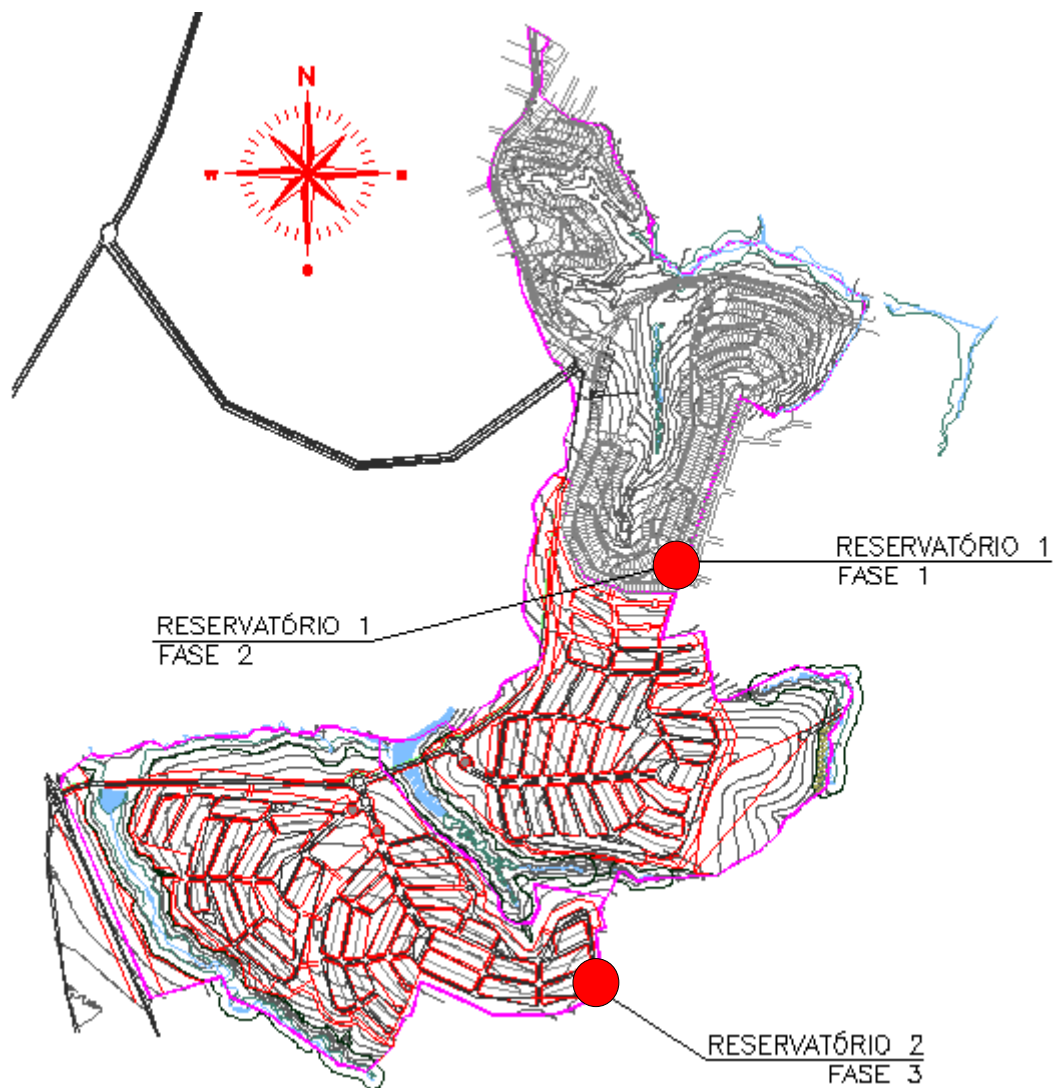 N
RESERVATÓRIO 1
FASE 1
RESERVATÓRIO 1
FASE 2
RESERVATÓRIO 2
FASE 3